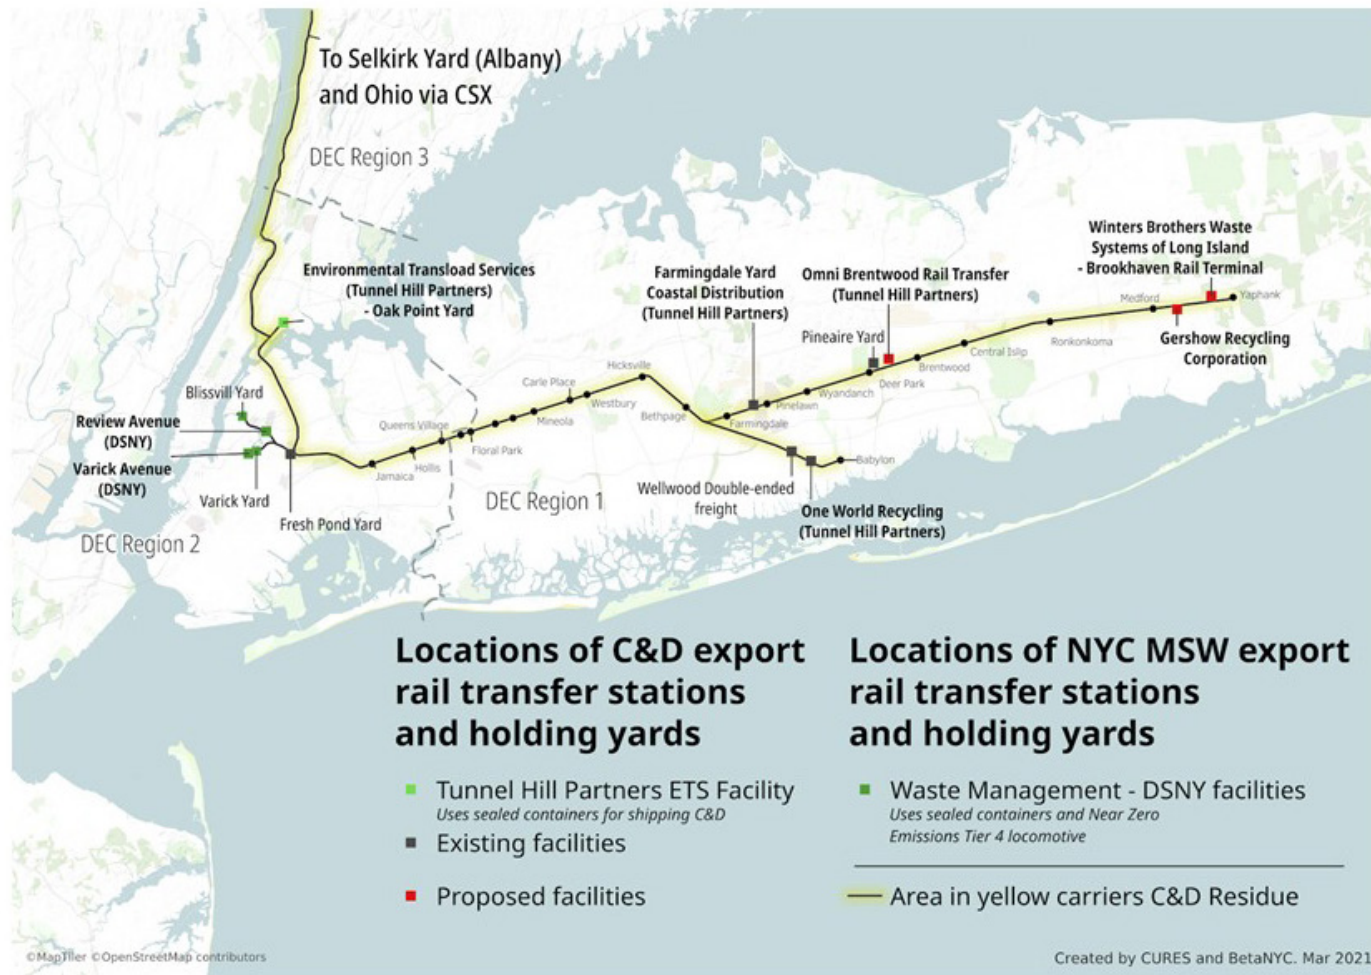 To Selkirk Yard (Albany)
and Ohio via CSX
DEC Region 3
Environmental Transload Services
(Tunnel Hill Partners)
- Oak Point Yard
Farmingdale Yard
Coastal Distribution
(Tunnel Hill Partners)
Omni Brentwood Rail Transfer
(Tunnel Hill Partners)
Winters Brothers Waste
Systems of Long Island
- Brookhaven Rail Terminal
Medford
Yaphank
Gershow Recycling
Corporation
Pineaire Yard
Ronkonkoma
Central Islip
Brentwood
Deer Park
Wyandanch
Pinelawn
Farmingdale
Bethpage
Hicksville
Carle Place
Westbury
Mineola
Floral Park
Queens Village
Hollis
Jamaica
Blissvill Yard
Review Avenue
(DSNY)
Varick Avenue
(DSNY)
Varick Yard
Fresh Pond Yard
DEC Region 2
DEC Region 1
Babylon
Wellwood Double-ended
freight
One World Recycling
(Tunnel Hill Partners)
Locations of C&D export
rail transfer stations
and holding yards
Tunnel Hill Partners ETS Facility
Uses sealed containers for shipping C&D
Existing facilities
Proposed facilities
Locations of NYC MSW export
rail transfer stations
and holding yards
Waste Management - DSNY facilities
Uses sealed containers and Near Zero
Emissions Tier 4 locomotive
Area in yellow carriers C&D Residue
©MapTiler ©OpenStreetMap contributors
Created by CURES and BetaNYC. Mar 2021